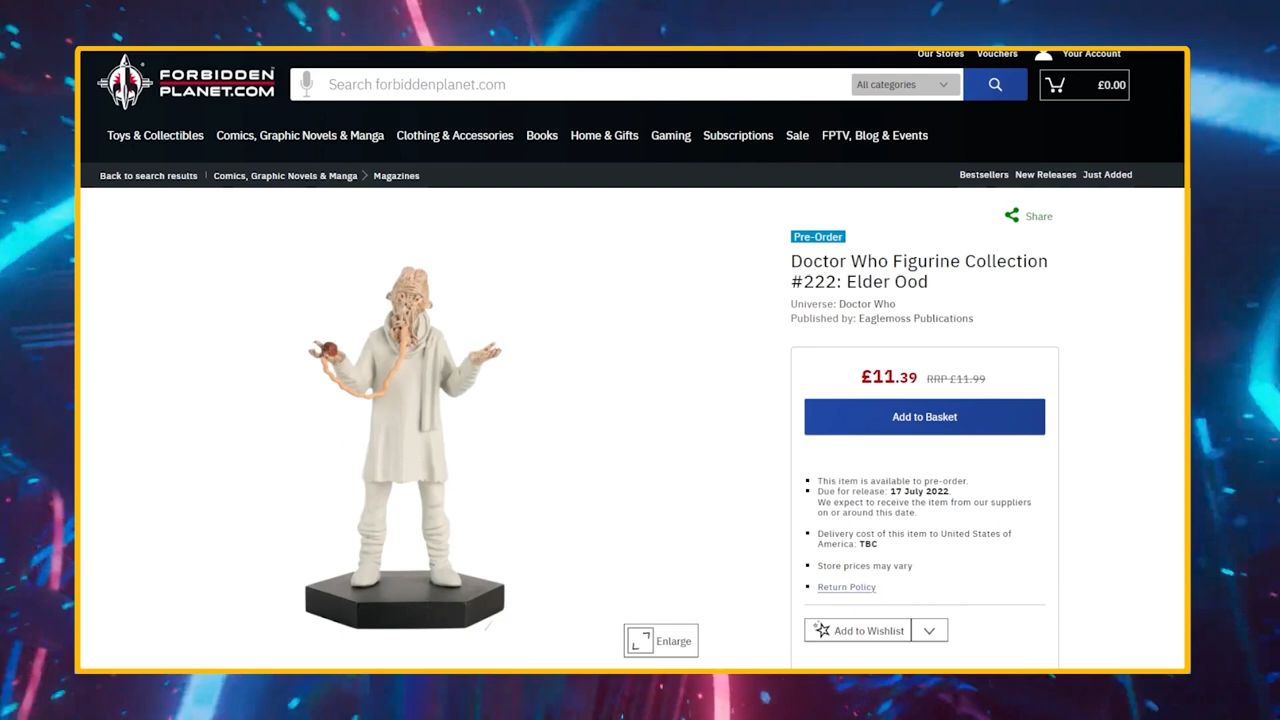 Our Stores Vouchers Your Account
FORBIDDEN
PLANET.COM
Search forbiddenplanet.com
All categories
£0.00
Toys & Collectibles Comics, Graphic Novels & Manga Clothing & Accessories Books Home & Gifts Gaming Subscriptions Sale FPTV, Blog & Events
Back to search results Comics, Graphic Novels & Manga Magazines
Bestsellers New Releases Just Added
Share
Pre-Order
Doctor Who Figurine Collection
#222: Elder Ood
Universe: Doctor Who
Published by: Eaglemoss Publications
£11.39 RRP £11.99
Add to Basket
This item is available to pre-order.
Due for release: 17 July 2022.
We expect to receive the item from our suppliers
on or around this date.
Delivery cost of this item to United States of
America: TBC
Store prices may vary
Return Policy
Enlarge
Add to Wishlist